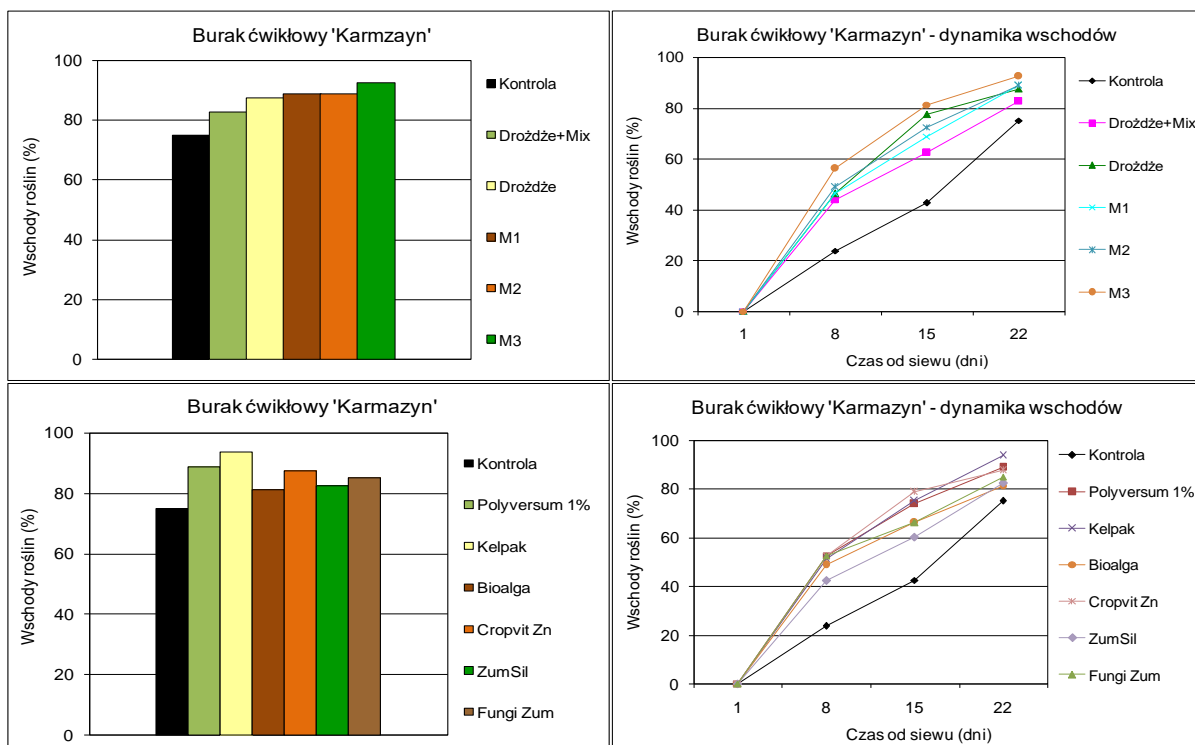 Burak ćwikłowy 'Karmzayn'
Wschody roślin (%)
100
80
60
40
20
0
Kontrola
Drożdże+Mix
Drożdże
M1
M2
M3
Burak ćwikłowy 'Karmazyn' - dynamika wschodów
Wschody roślin (%)
100
80
60
40
20
0
1 8 15 22
Czas od siewu (dni)
Kontrola
Drożdże+Mix
Drożdże
M1
M2
M3
Burak ćwikłowy 'Karmazyn'
Wschody roślin (%)
100
80
60
40
20
0
Kontrola
Polyversum 1%
Kelpak
Bioalga
Cropvit Zn
ZumSil
Fungi Zum
Burak ćwikłowy 'Karmazyn' - dynamika wschodów
Wschody roślin (%)
100
80
60
40
20
0
1 8 15 22
Czas od siewu (dni)
Kontrola
Polyversum 1%
Kelpak
Bioalga
Cropvit Zn
ZumSil
Fungi Zum